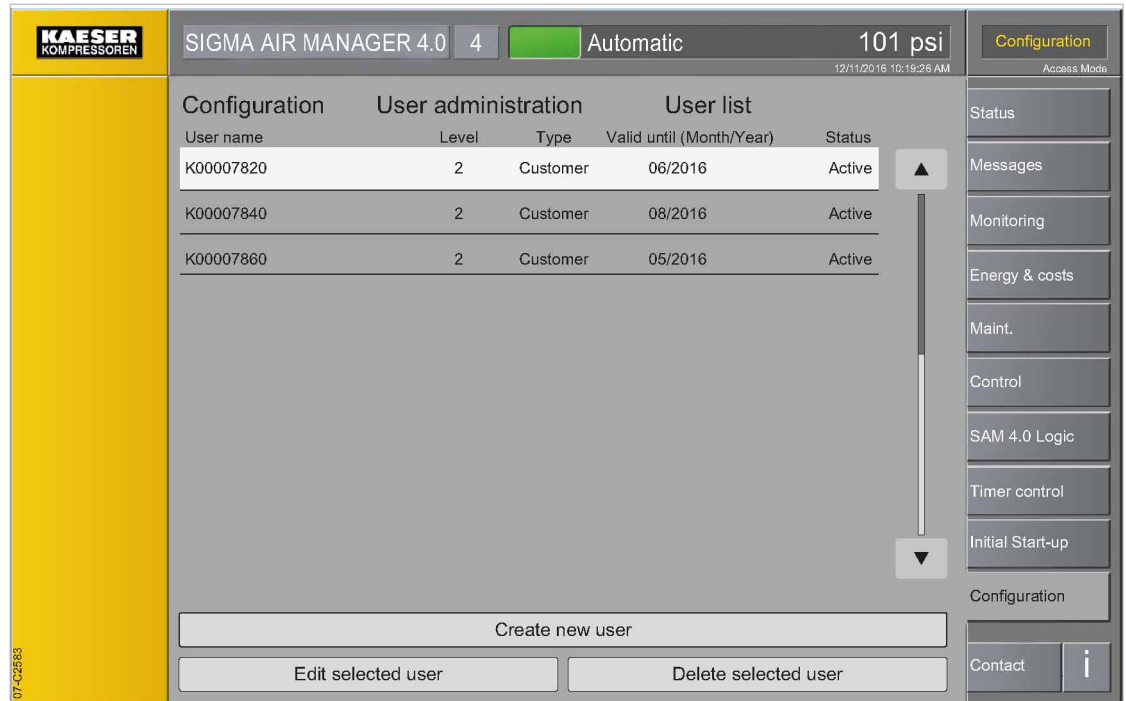 KAESER
KOMPRESSOREN
SIGMA AIR MANAGER 4.0 4 Automatic 101 psi
12/11/2016 10:19:26 AM
Configuration
Access Mode
Configuration User administration User list
User name Level Type Valid until (Month/Year) Status
K00007820 2 Customer 06/2016 Active
K00007840 2 Customer 08/2016 Active
K00007860 2 Customer 05/2016 Active
Create new user
Edit selected user Delete selected user
Status
Messages
Monitoring
Energy & costs
Maint.
Control
SAM 4.0 Logic
Timer control
Initial Start-up
Configuration
Contact i
07-C2583